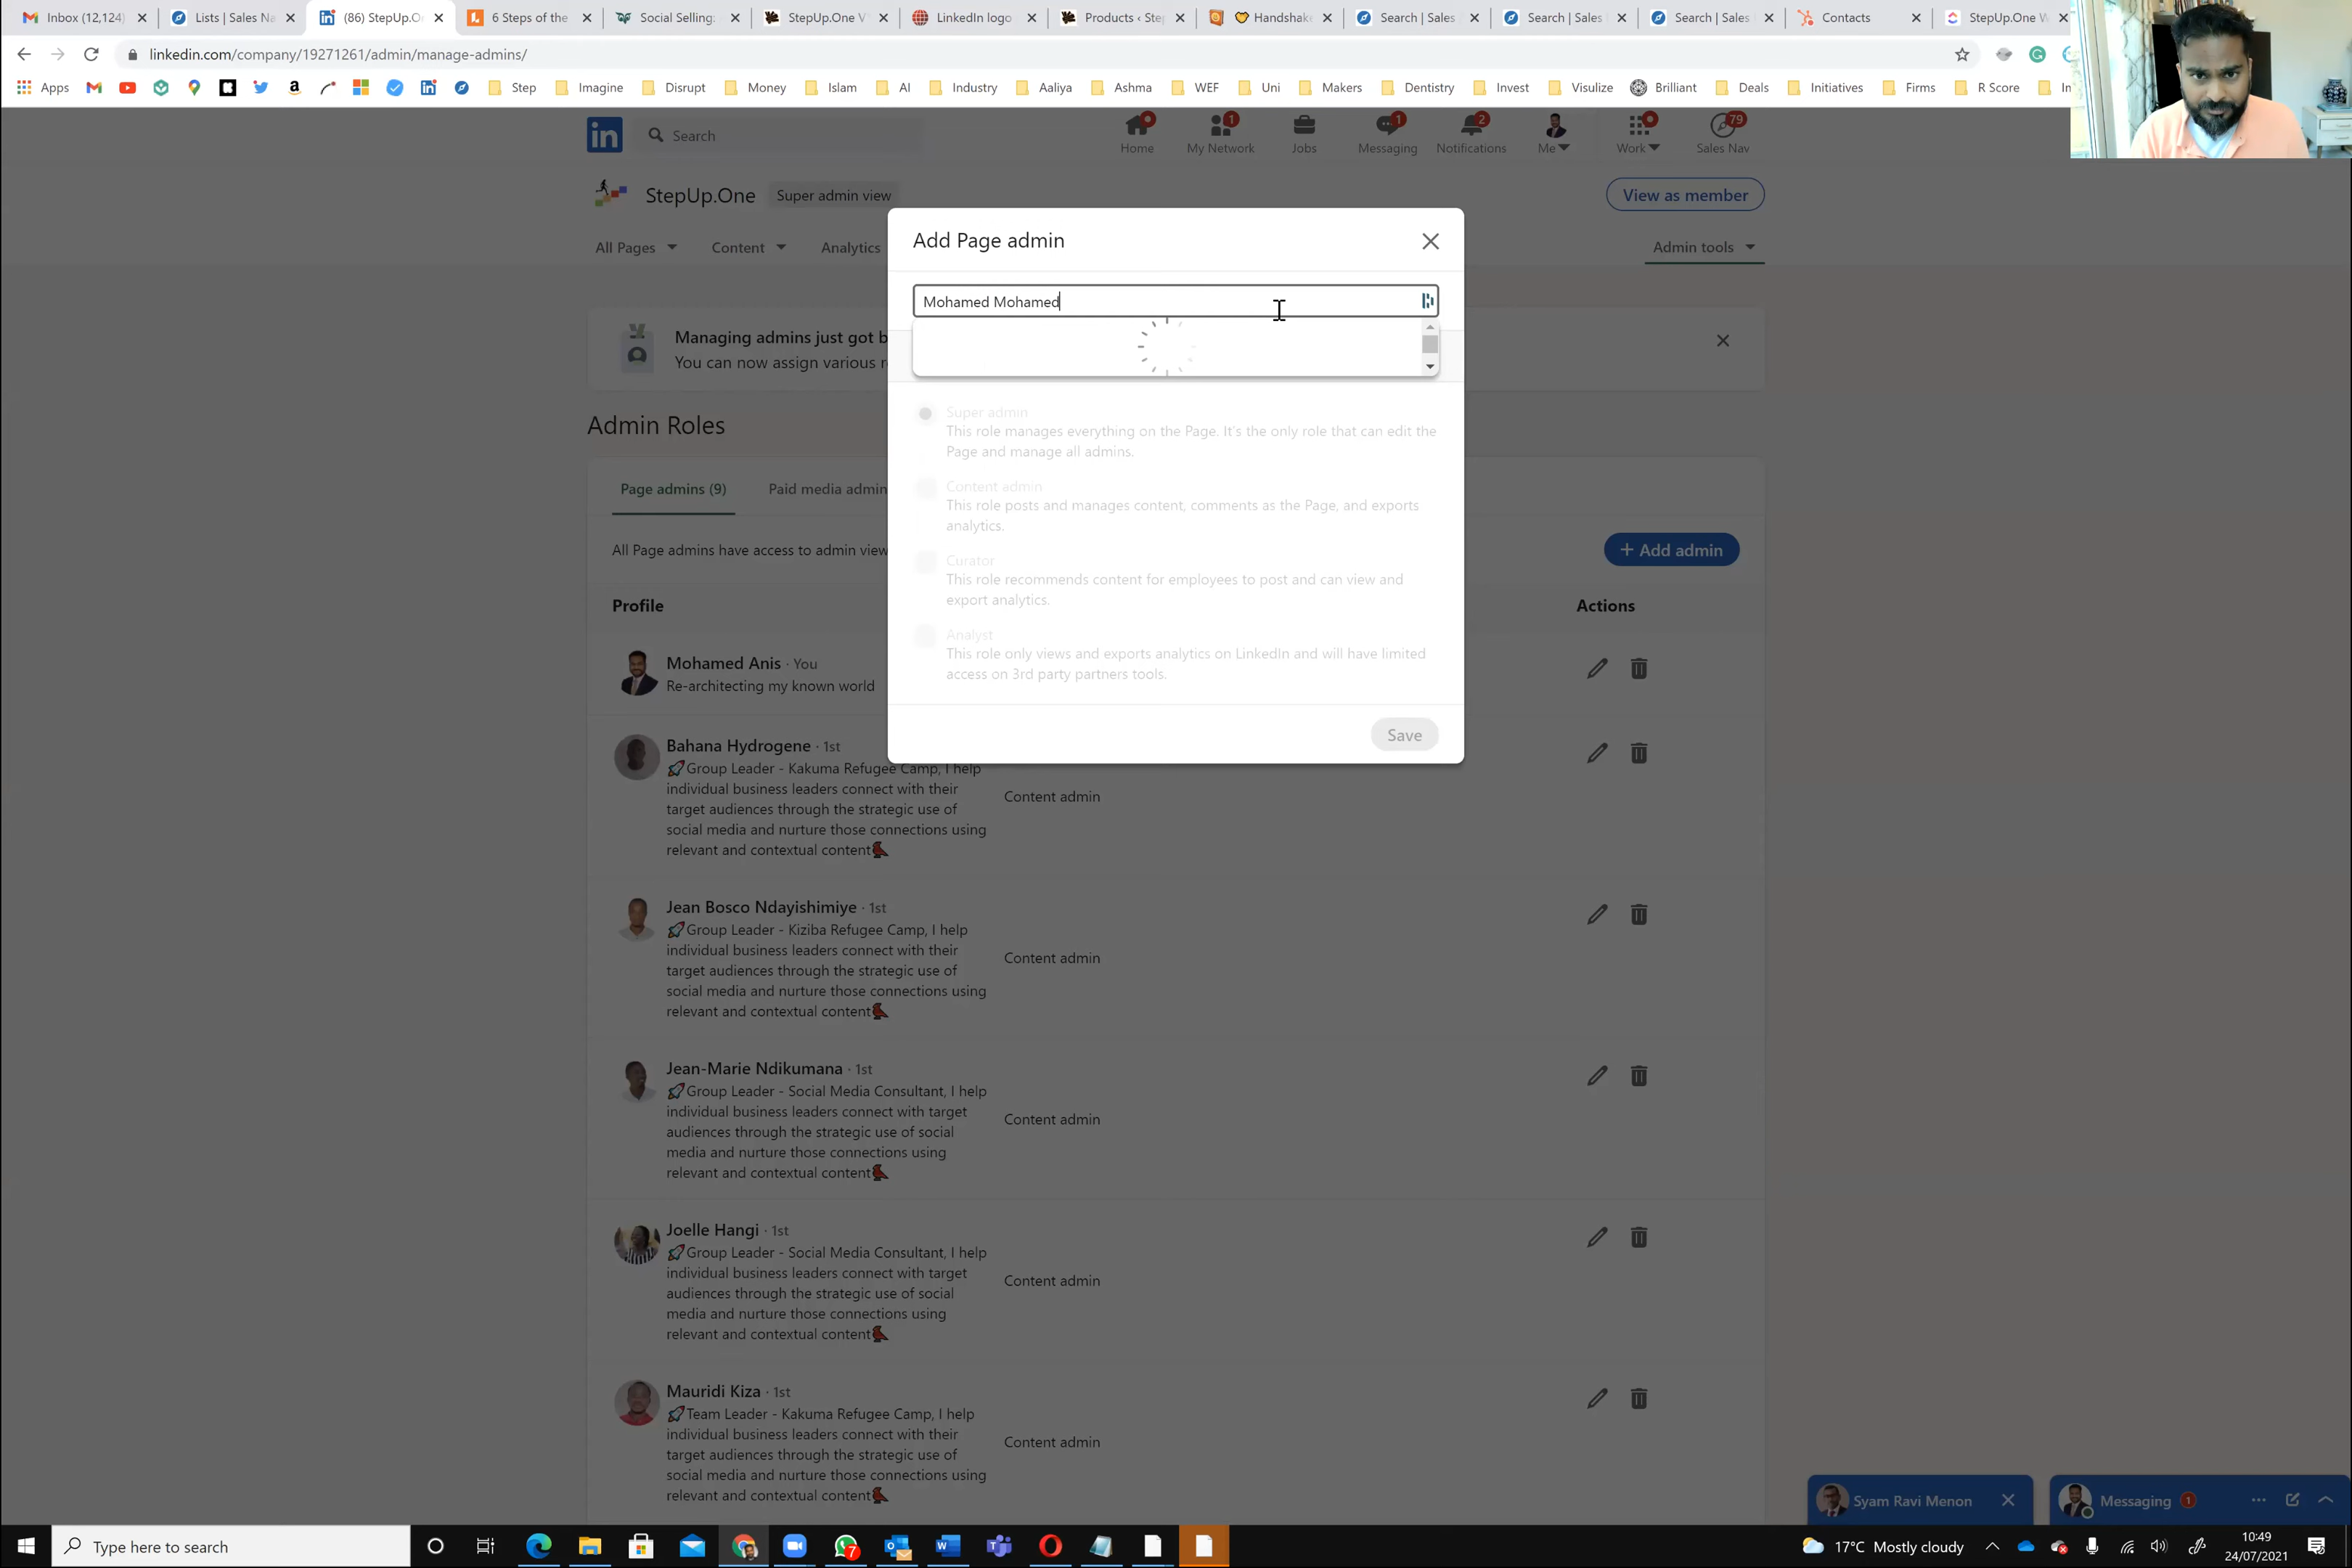 Inbox (12,124)
Lists | Sales Na
(86) StepUp.O
6 Steps of the
Social Selling:
StepUp.One V
LinkedIn logo
Products ‹ Step
Handshake
Search | Sales
Search | Sales
Search | Sales
Contacts
StepUp.One W
linkedin.com/company/19271261/admin/manage-admins/
Apps
Step
Imagine
Disrupt
Money
Islam
AI
Industry
Aaliya
Ashma
WEF
Uni
Makers
Dentistry
Invest
Visulize
Brilliant
Deals
Initiatives
Firms
R Score
in
Search
Home
1
My Network
Jobs
1
Messaging
2
Notifications
Me
Work
79
Sales Nav
StepUp.One
Super admin view
View as member
All Pages
Content
Analytics
Admin tools
Add Page admin
Mohamed Mohamed
Managing admins just got b
You can now assign various r
Super admin
This role manages everything on the Page. It's the only role that can edit the
Page and manage all admins.
Content admin
This role posts and manages content, comments as the Page, and exports
analytics.
Curator
This role recommends content for employees to post and can view and
export analytics.
Analyst
This role only views and exports analytics on LinkedIn and will have limited
access on 3rd party partners tools.
Save
Admin Roles
Page admins (9)
Paid media admin
All Page admins have access to admin view
+ Add admin
Profile
Actions
Mohamed Anis · You
Re-architecting my known world
Bahana Hydrogene · 1st
🚀Group Leader - Kakuma Refugee Camp, I help
individual business leaders connect with their
target audiences through the strategic use of
social media and nurture those connections using
relevant and contextual content
Content admin
Jean Bosco Ndayishimiye · 1st
🚀Group Leader - Kiziba Refugee Camp, I help
individual business leaders connect with their
target audiences through the strategic use of
social media and nurture those connections using
relevant and contextual content
Content admin
Jean-Marie Ndikumana · 1st
🚀Group Leader - Social Media Consultant, I help
individual business leaders connect with target
audiences through the strategic use of social
media and nurture those connections using
relevant and contextual content
Content admin
Joelle Hangi · 1st
🚀Group Leader - Social Media Consultant, I help
individual business leaders connect with target
audiences through the strategic use of social
media and nurture those connections using
relevant and contextual content
Content admin
Mauridi Kiza · 1st
🚀Team Leader - Kakuma Refugee Camp, I help
individual business leaders connect with their
target audiences through the strategic use of
social media and nurture those connections using
relevant and contextual content
Content admin
Syam Ravi Menon
Messaging 1
Type here to search
7
17°C Mostly cloudy
10:49
24/07/2021